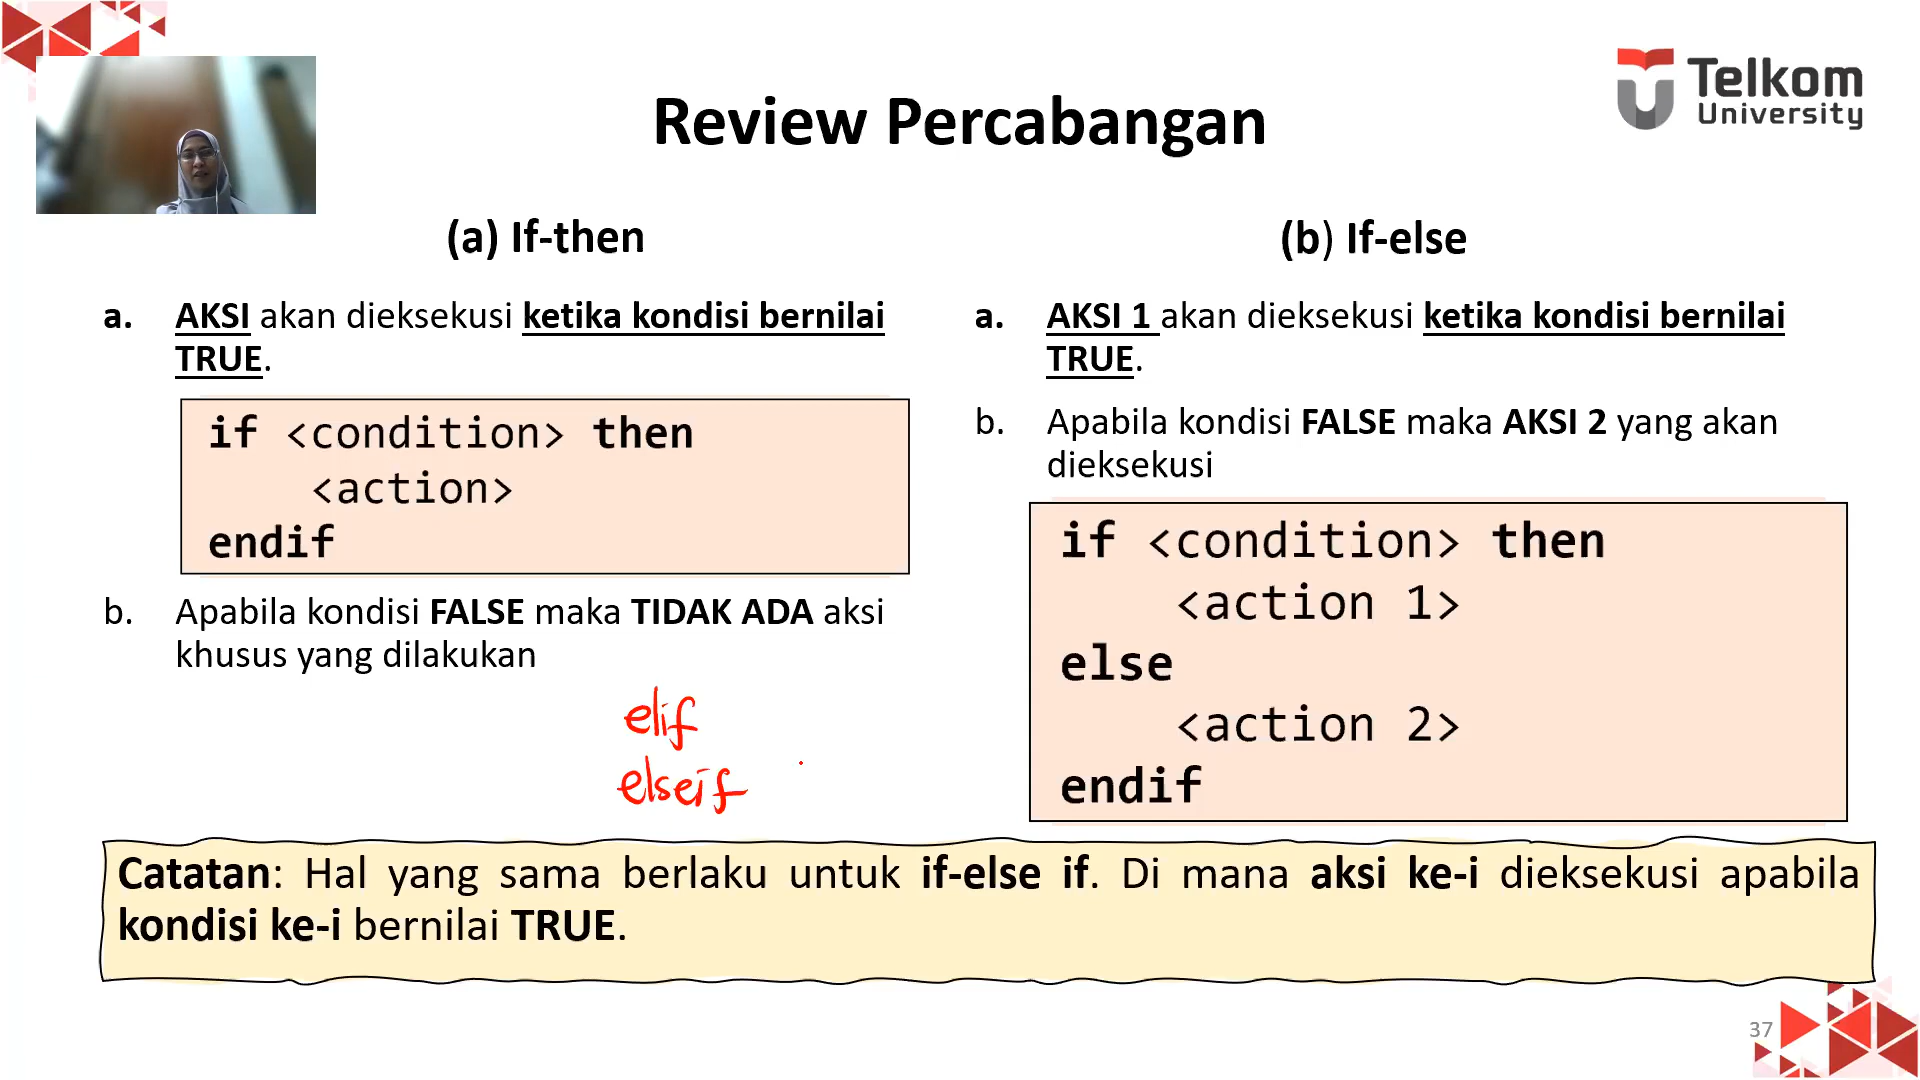 Telkom
University
Review Percabangan
(a) If-then
a. AKSI akan dieksekusi ketika kondisi bernilai
TRUE.
if <condition> then
<action>
endif
b. Apabila kondisi FALSE maka TIDAK ADA aksi
khusus yang dilakukan
elif
elseif
(b) If-else
a. AKSI 1 akan dieksekusi ketika kondisi bernilai
TRUE.
b. Apabila kondisi FALSE maka AKSI 2 yang akan
dieksekusi
if <condition> then
<action 1>
else
<action 2>
endif
Catatan: Hal yang sama berlaku untuk if-else if. Di mana aksi ke-i dieksekusi apabila
kondisi ke-i bernilai TRUE.
37